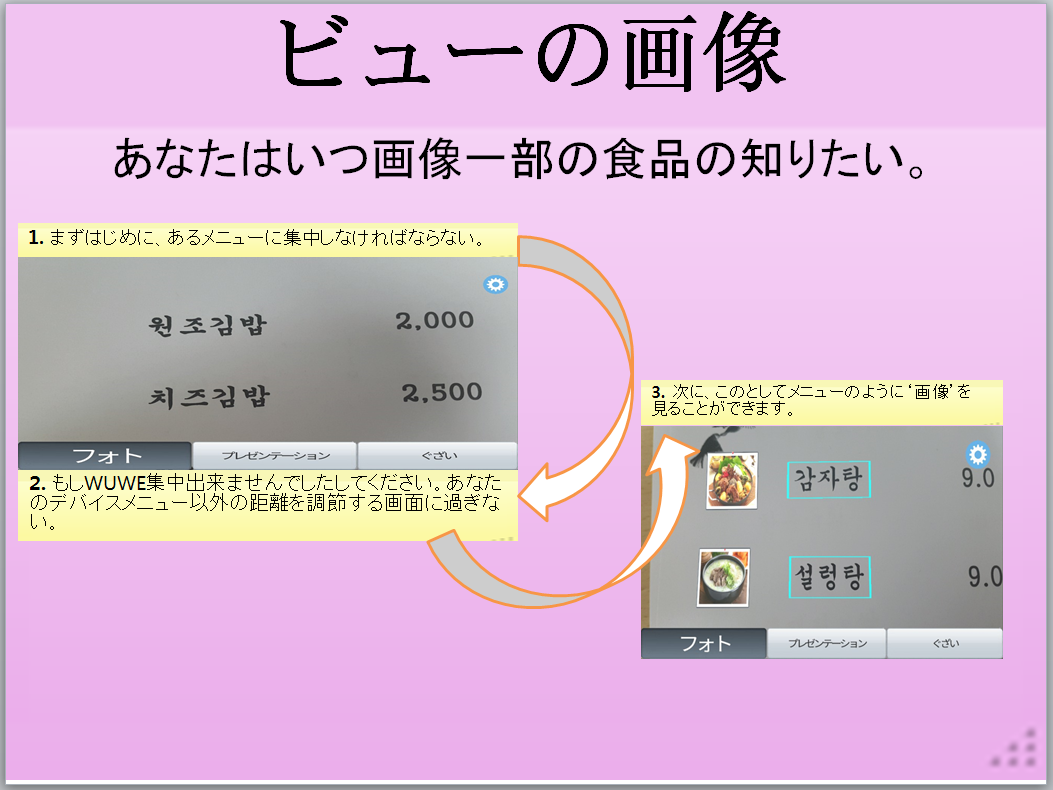 ビューの画像
あなたはいつ画像一部の食品の知りたい。
1. まずはじめに、あるメニューに集中しなければならない。
원조김밥 2,000
치즈김밥 2,500
フォト プレゼンテーション ぐざい
2. もしWUWE集中出来ませんでしたしてください。あなた
のデバイスメニュー以外の距離を調節する画面に過ぎな
い。
3. 次に、このとしてメニューのように‘画像’を
見ることができます。
감자탕 9.0
설렁탕 9.0
フォト プレゼンテーション ぐざい